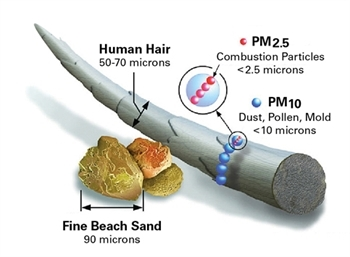 Human Hair
50-70 microns
PM2.5
Combustion Particles
<2.5 microns
PM10
Dust, Pollen, Mold
<10 microns
Fine Beach Sand
90 microns